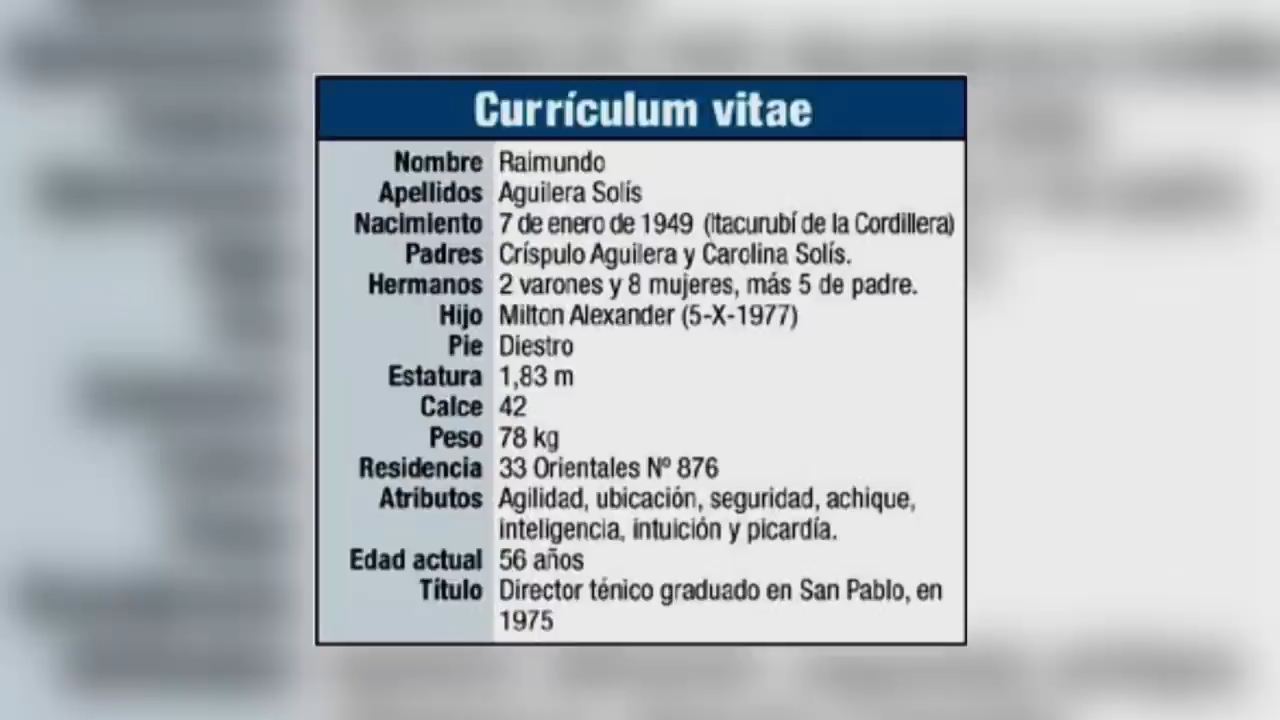 Currículum vitae
Nombre Raimundo
Apellidos Aguilera Solís
Nacimiento 7 de enero de 1949 (Itacurubí de la Cordillera)
Padres Críspulo Aguilera y Carolina Solís.
Hermanos 2 varones y 8 mujeres, más 5 de padre.
Hijo Milton Alexander (5-X-1977)
Pie Diestro
Estatura 1,83 m
Calce 42
Peso 78 kg
Residencia 33 Orientales Nº 876
Atributos Agilidad, ubicación, seguridad, achique,
inteligencia, intuición y picardía.
Edad actual 56 años
Título Director ténico graduado en San Pablo, en
1975